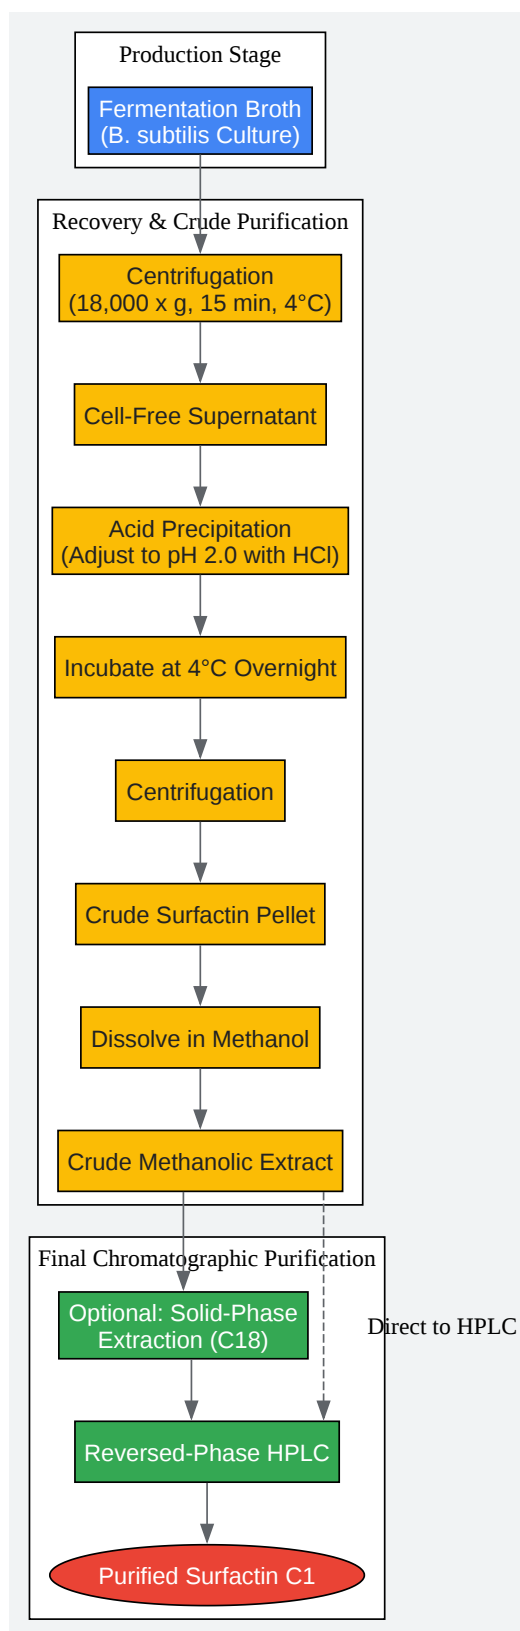 Production Stage
Fermentation Broth
(B. subtilis Culture)
Recovery & Crude Purification
Centrifugation
(18,000 x g, 15 min, 4°C)
Cell-Free Supernatant
Acid Precipitation
(Adjust to pH 2.0 with HCl)
Incubate at 4°C Overnight
Centrifugation
Crude Surfactin Pellet
Dissolve in Methanol
Crude Methanolic Extract
Final Chromatographic Purification
Optional: Solid-Phase
Extraction (C18)
Direct to HPLC
Reversed-Phase HPLC
Purified Surfactin C1